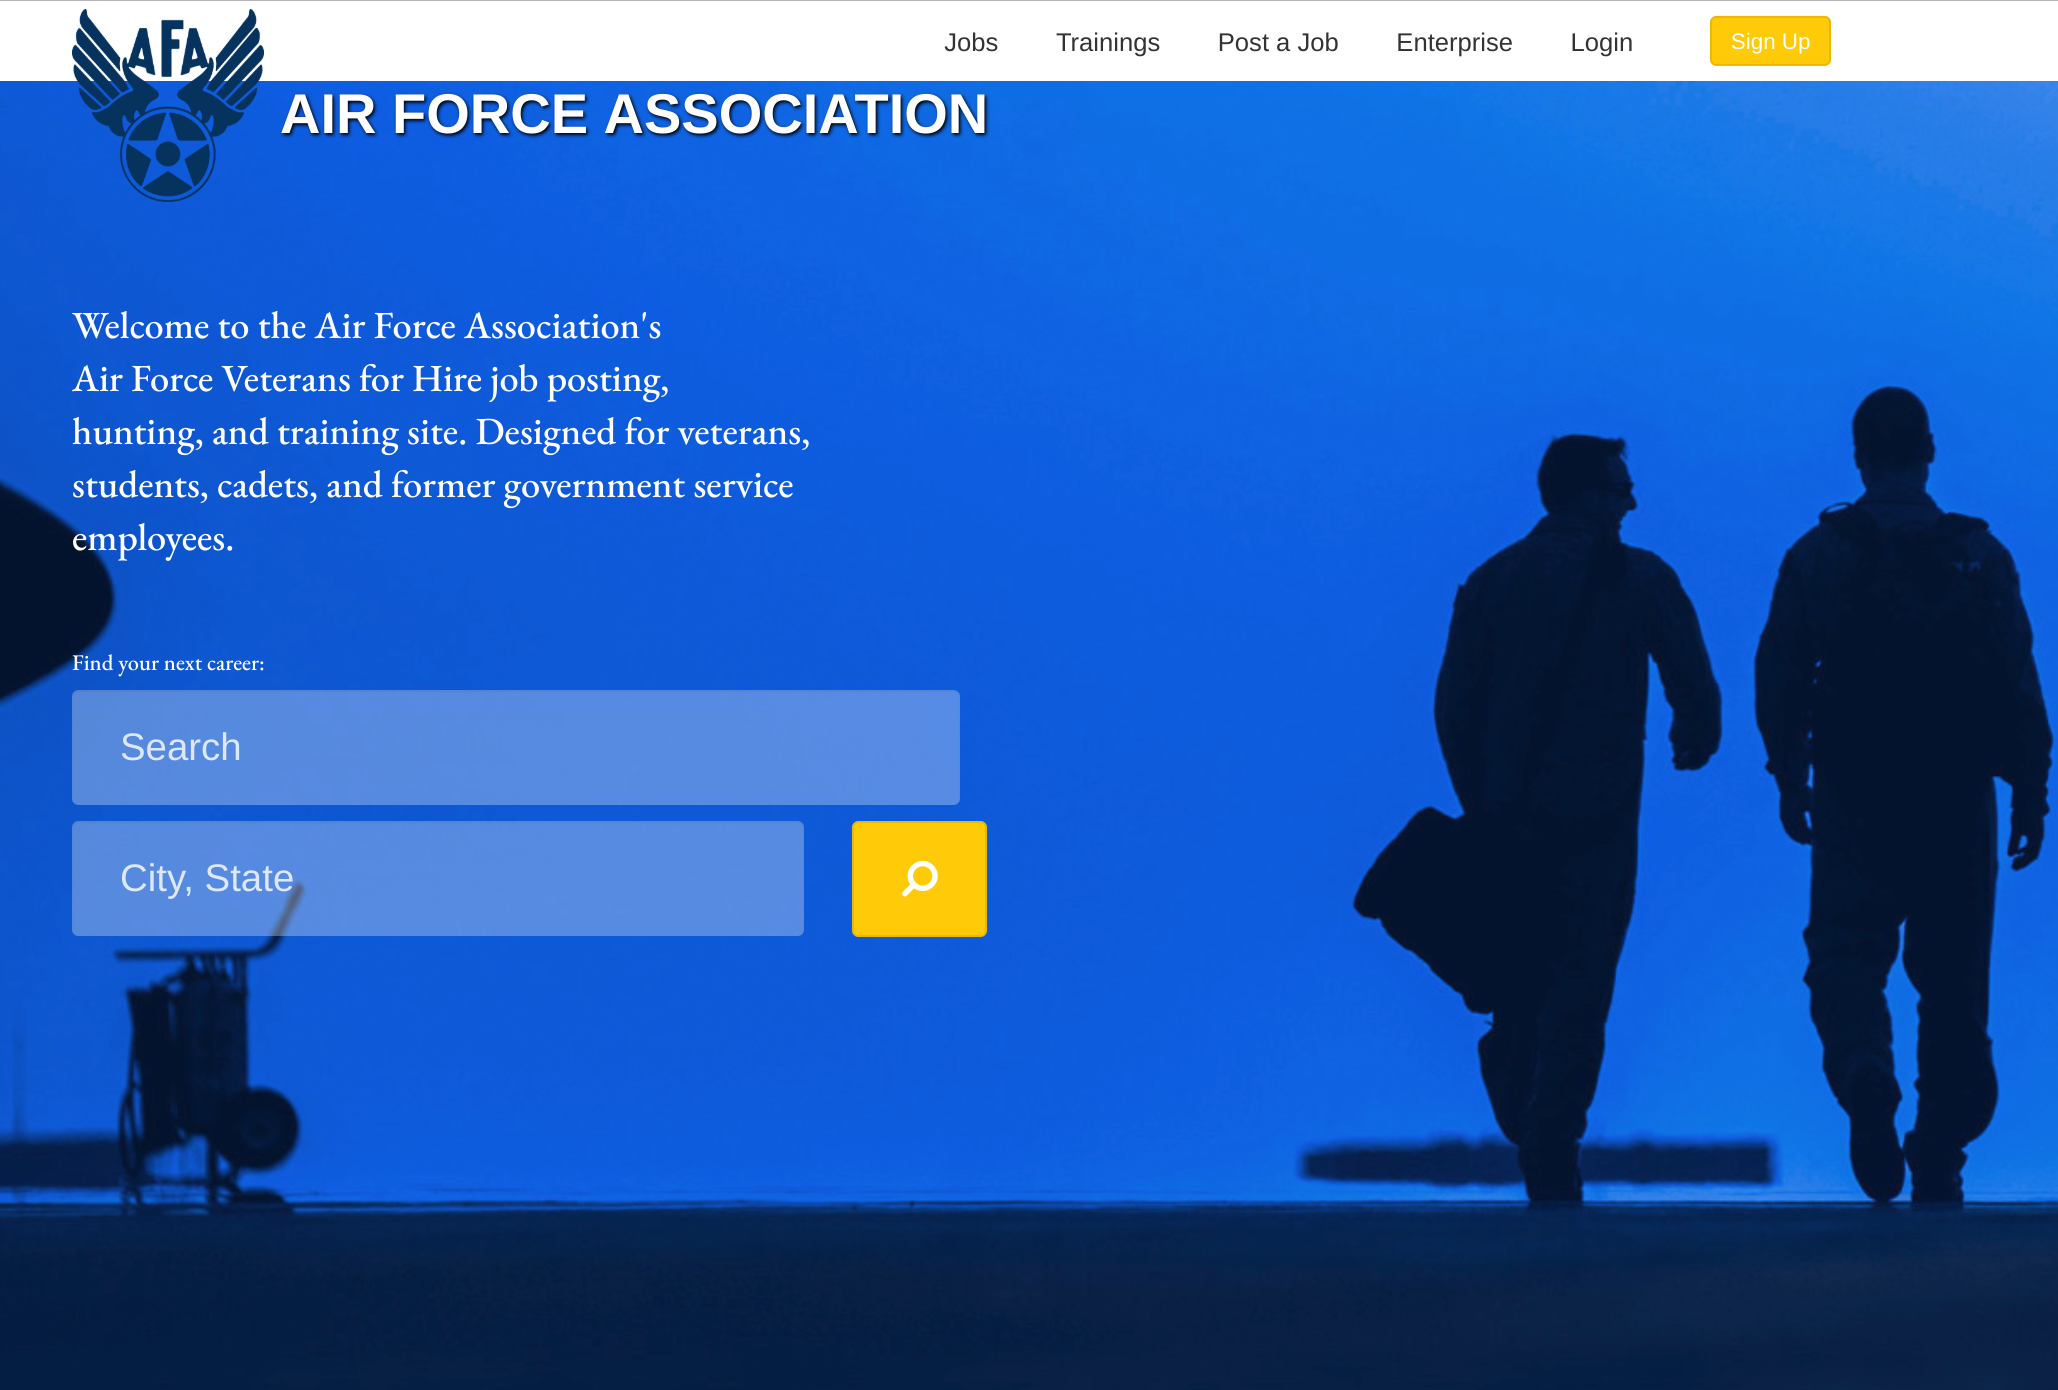 AFA
Jobs Trainings Post a Job Enterprise Login Sign Up
AIR FORCE ASSOCIATION
Welcome to the Air Force Association's
Air Force Veterans for Hire job posting,
hunting, and training site. Designed for veterans,
students, cadets, and former government service
employees.
Find your next career:
Search
City, State